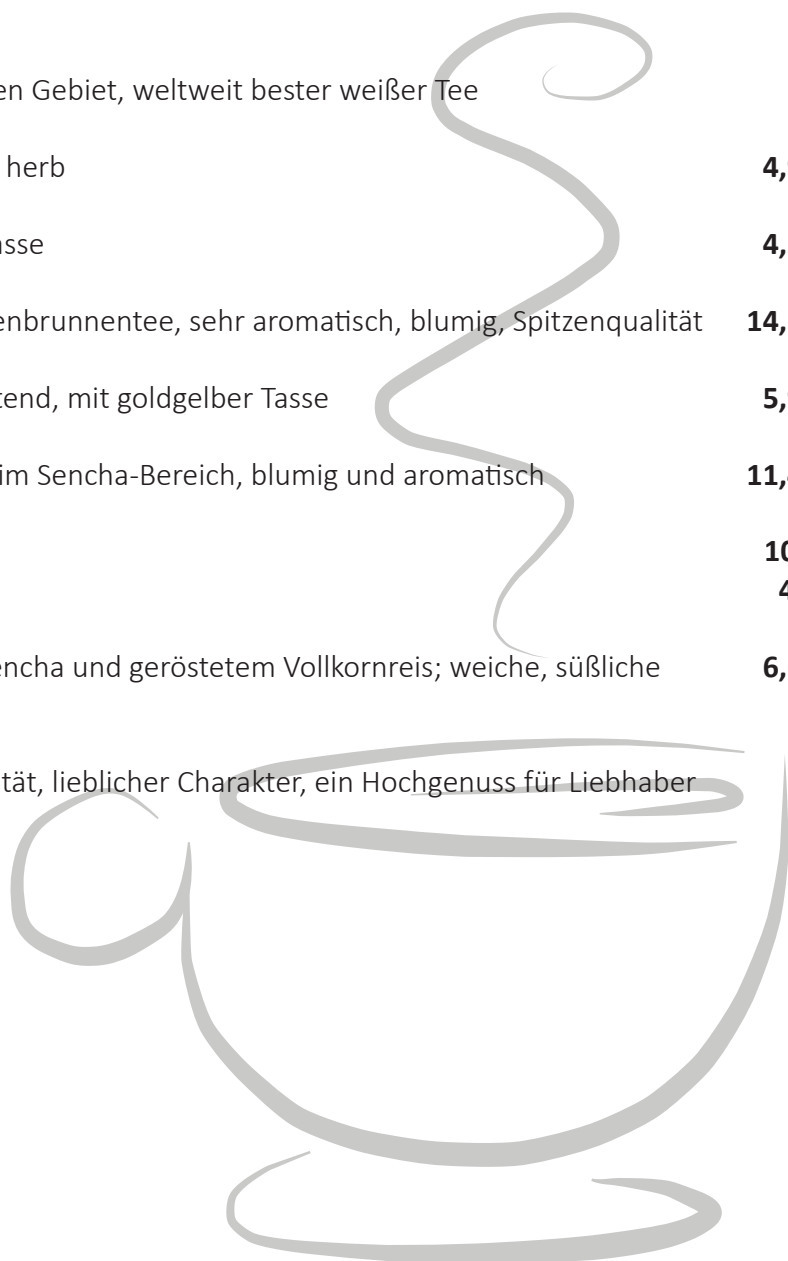 en Gebiet, weltweit bester weißer Tee
herb 4,
asse 4,
enbrunnentee, sehr aromatisch, blumig, Spitzenqualität 14,
tend, mit goldgelber Tasse 5,
im Sencha-Bereich, blumig und aromatisch 11,
10
4
encha und geröstetem Vollkornreis; weiche, süßliche 6,
tät, lieblicher Charakter, ein Hochgenuss für Liebhaber